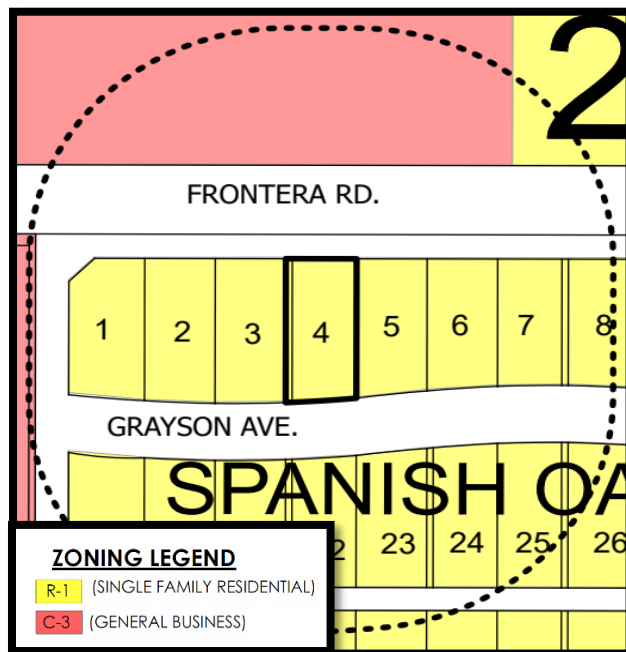 2
FRONTERA RD.
1 2 3 4 5 6 7 8
GRAYSON AVE.
SPANISH OA
2 23 24 25 26
ZONING LEGEND
R-1 (SINGLE FAMILY RESIDENTIAL)
C-3 (GENERAL BUSINESS)